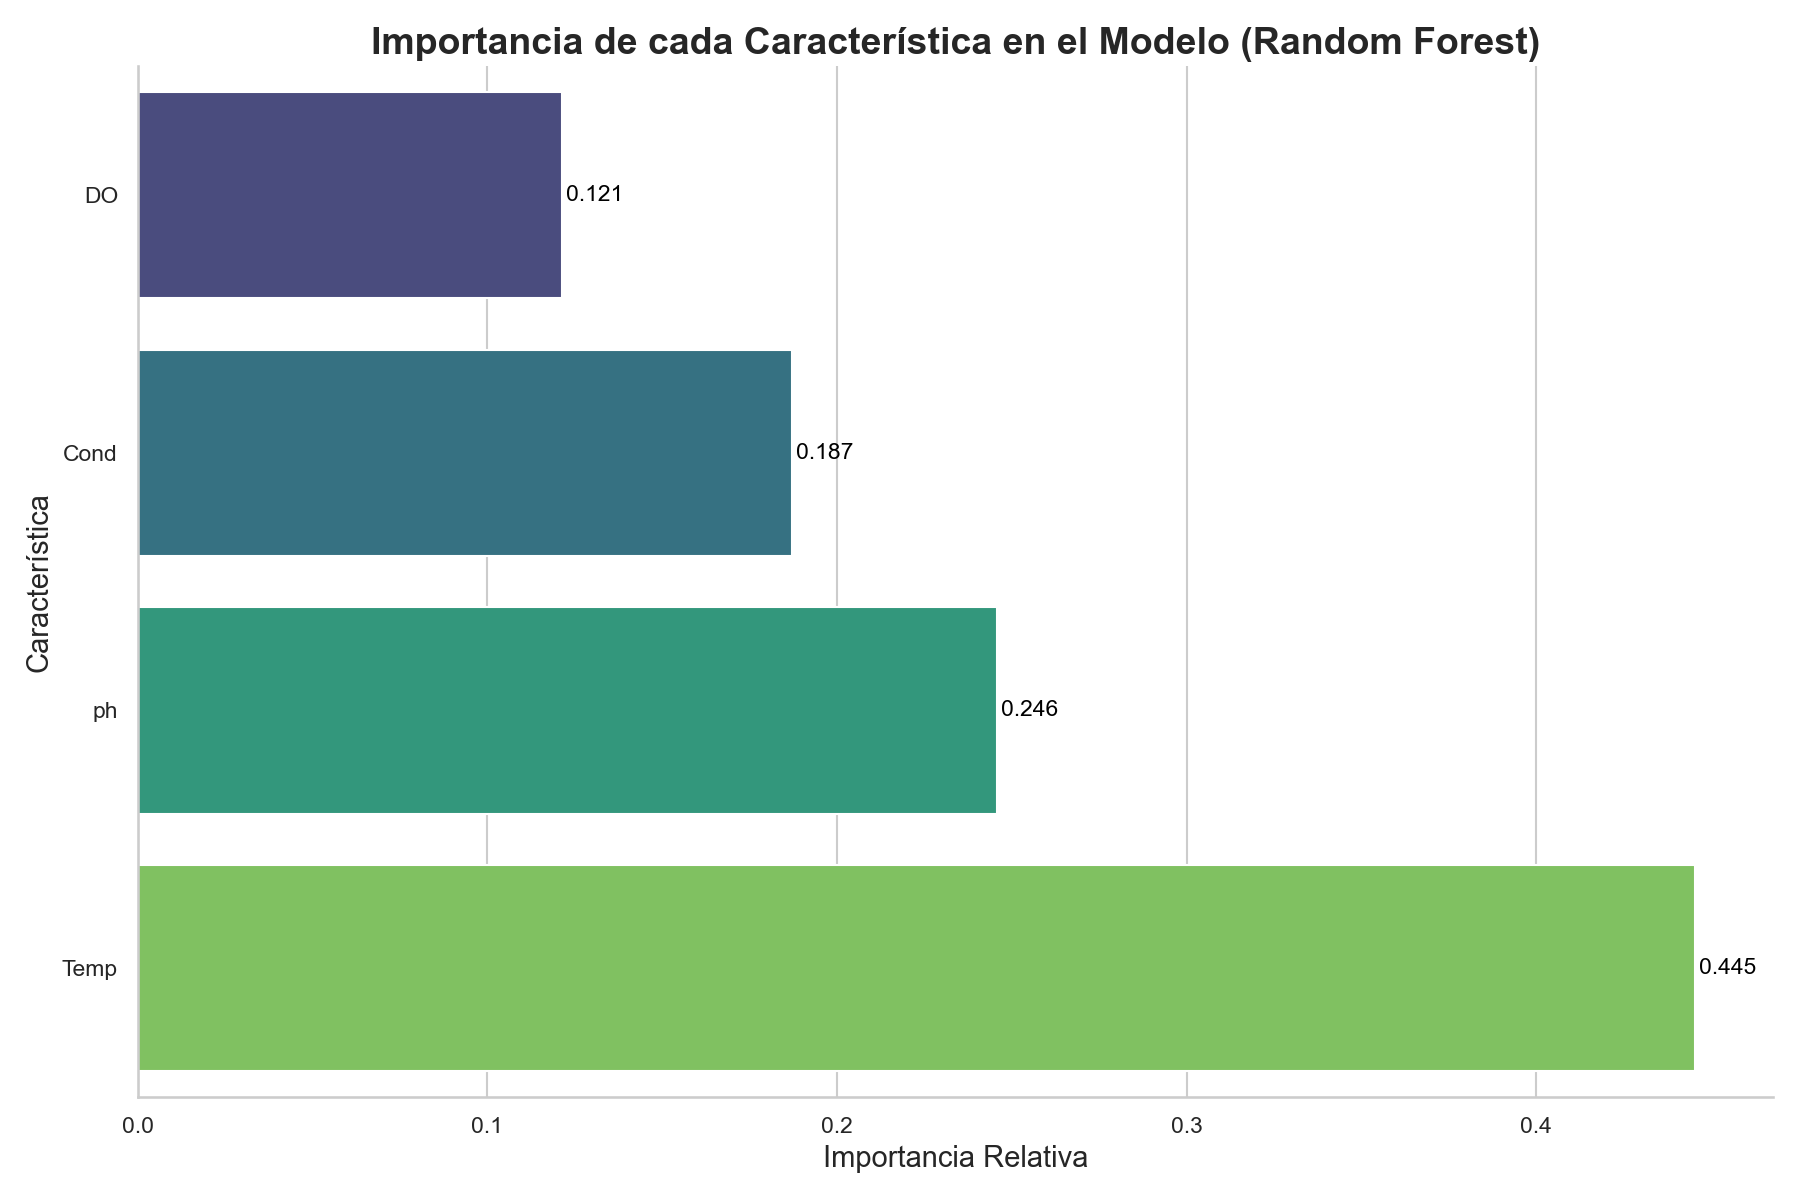 Importancia de cada Característica en el Modelo (Random Forest)
DO
0.121
Cond
0.187
Característica
ph
0.246
Temp
0.445
0.0
0.1
0.2
0.3
0.4
Importancia Relativa